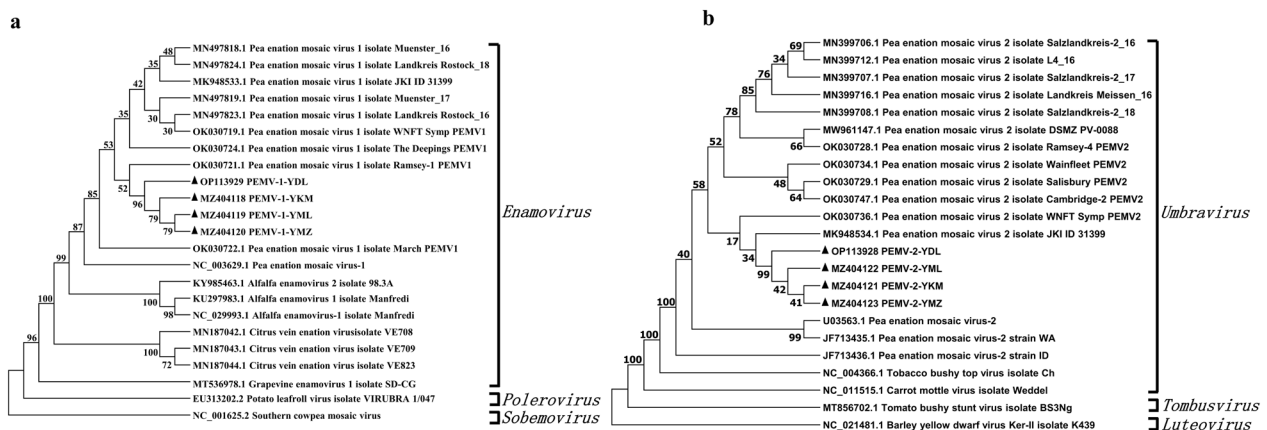 a
MN497818.1 Pea enation mosaic virus 1 isolate Muenster_16
MN497824.1 Pea enation mosaic virus 1 isolate Landkreis Rostock_18
MK948533.1 Pea enation mosaic virus 1 isolate JKI ID 31399
MN497819.1 Pea enation mosaic virus 1 isolate Muenster_17
MN497823.1 Pea enation mosaic virus 1 isolate Landkreis Rostock_16
OK030719.1 Pea enation mosaic virus 1 isolate WNFT Symp PEMV1
OK030724.1 Pea enation mosaic virus 1 isolate The Deepings PEMV1
OK030721.1 Pea enation mosaic virus 1 isolate Ramsey-1 PEMV1
▲ OP113929 PEMV-1-YDL
▲ MZ404118 PEMV-1-YKM
▲ MZ404119 PEMV-1-YML
▲ MZ404120 PEMV-1-YMZ
OK030722.1 Pea enation mosaic virus 1 isolate March PEMV1
NC_003629.1 Pea enation mosaic virus-1
KY985463.1 Alfalfa enamovirus 2 isolate 98.3A
KU297983.1 Alfalfa enamovirus 1 isolate Manfredi
NC_029993.1 Alfalfa enamovirus-1 isolate Manfredi
MN187042.1 Citrus vein enation virusisolate VE708
MN187043.1 Citrus vein enation virus isolate VE709
MN187044.1 Citrus vein enation virus isolate VE823
MT536978.1 Grapevine enamovirus 1 isolate SD-CG
EU313202.2 Potato leafroll virus isolate VIRUBRA 1/047
NC_001625.2 Southern cowpea mosaic virus
48
35
42
30
30
35
53
52
96
79
79
85
87
99
100
98
100
100
72
96
Enamovirus
Polerovirus
Sobemovirus
b
MN399706.1 Pea enation mosaic virus 2 isolate Salzlandkreis-2_16
MN399712.1 Pea enation mosaic virus 2 isolate L4_16
MN399707.1 Pea enation mosaic virus 2 isolate Salzlandkreis-2_17
MN399716.1 Pea enation mosaic virus 2 isolate Landkreis Meissen_16
MN399708.1 Pea enation mosaic virus 2 isolate Salzlandkreis-2_18
MW961147.1 Pea enation mosaic virus 2 isolate DSMZ PV-0088
OK030728.1 Pea enation mosaic virus 2 isolate Ramsey-4 PEMV2
OK030734.1 Pea enation mosaic virus 2 isolate Wainfleet PEMV2
OK030729.1 Pea enation mosaic virus 2 isolate Salisbury PEMV2
OK030747.1 Pea enation mosaic virus 2 isolate Cambridge-2 PEMV2
OK030736.1 Pea enation mosaic virus 2 isolate WNFT Symp PEMV2
MK948534.1 Pea enation mosaic virus 2 isolate JKI ID 31399
▲ OP113928 PEMV-2-YDL
▲ MZ404122 PEMV-2-YML
▲ MZ404121 PEMV-2-YKM
▲ MZ404123 PEMV-2-YMZ
U03563.1 Pea enation mosaic virus-2
JF713435.1 Pea enation mosaic virus-2 strain WA
JF713436.1 Pea enation mosaic virus-2 strain ID
NC_004366.1 Tobacco bushy top virus isolate Ch
NC_011515.1 Carrot mottle virus isolate Weddel
MT856702.1 Tomato bushy stunt virus isolate BS3Ng
NC_021481.1 Barley yellow dwarf virus Ker-II isolate K439
69
34
76
85
78
66
52
48
64
58
17
34
99
42
41
40
99
100
100
100
Umbravirus
Tombusvirus
Luteovirus